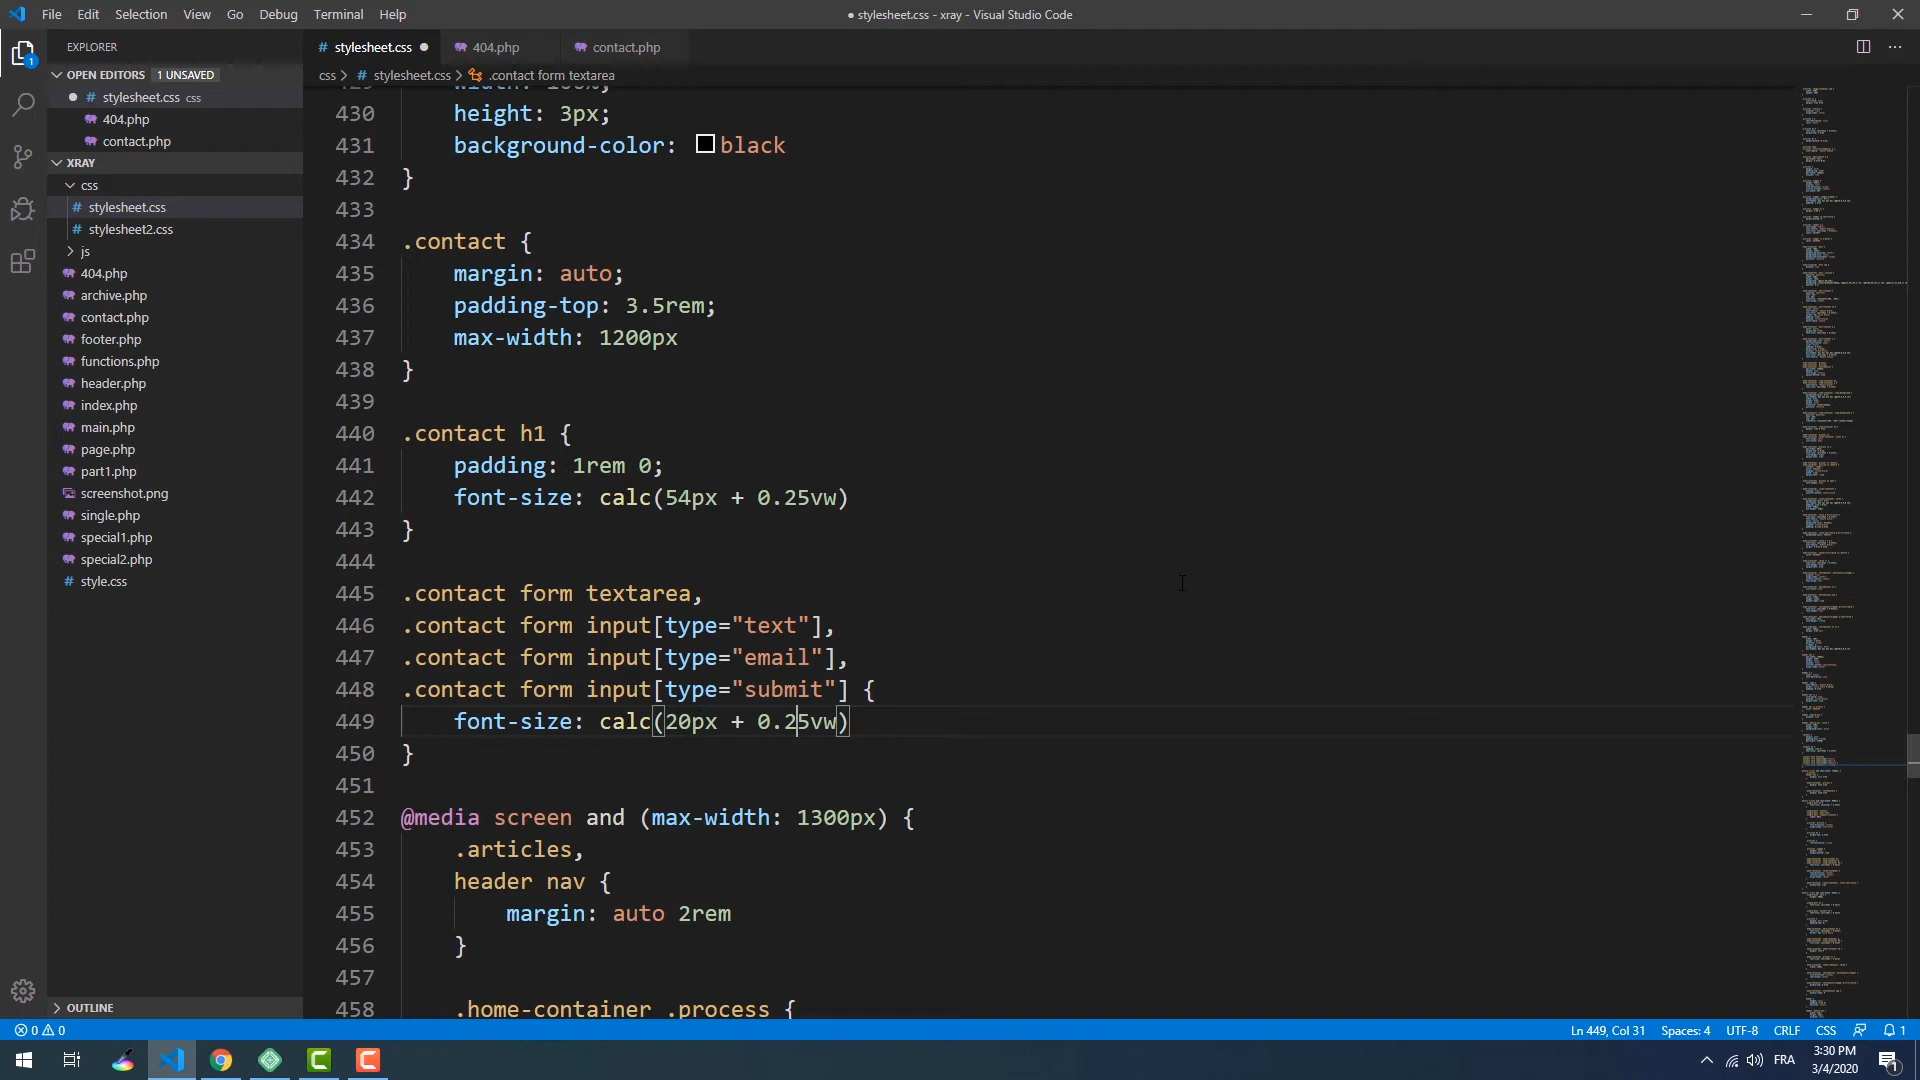 File Edit Selection View Go Debug Terminal Help
● stylesheet.css - xray - Visual Studio Code
EXPLORER
OPEN EDITORS 1 UNSAVED
stylesheet.css css
404.php
contact.php
XRAY
css
stylesheet.css
stylesheet2.css
js
404.php
archive.php
contact.php
footer.php
functions.php
header.php
index.php
main.php
page.php
part1.php
screenshot.png
single.php
special1.php
special2.php
style.css
OUTLINE
stylesheet.css 404.php contact.php
css > stylesheet.css > .contact form textarea
430 height: 3px;
431 background-color: black
432 }
433
434 .contact {
435 margin: auto;
436 padding-top: 3.5rem;
437 max-width: 1200px
438 }
439
440 .contact h1 {
441 padding: 1rem 0;
442 font-size: calc(54px + 0.25vw)
443 }
444
445 .contact form textarea,
446 .contact form input[type="text"],
447 .contact form input[type="email"],
448 .contact form input[type="submit"] {
449 font-size: calc(20px + 0.25vw)
450 }
451
452 @media screen and (max-width: 1300px) {
453 .articles,
454 header nav {
455 margin: auto 2rem
456 }
457
458 .home-container .process {
0 0
Ln 449, Col 31 Spaces: 4 UTF-8 CRLF CSS 1
FRA
3:30 PM
3/4/2020
1